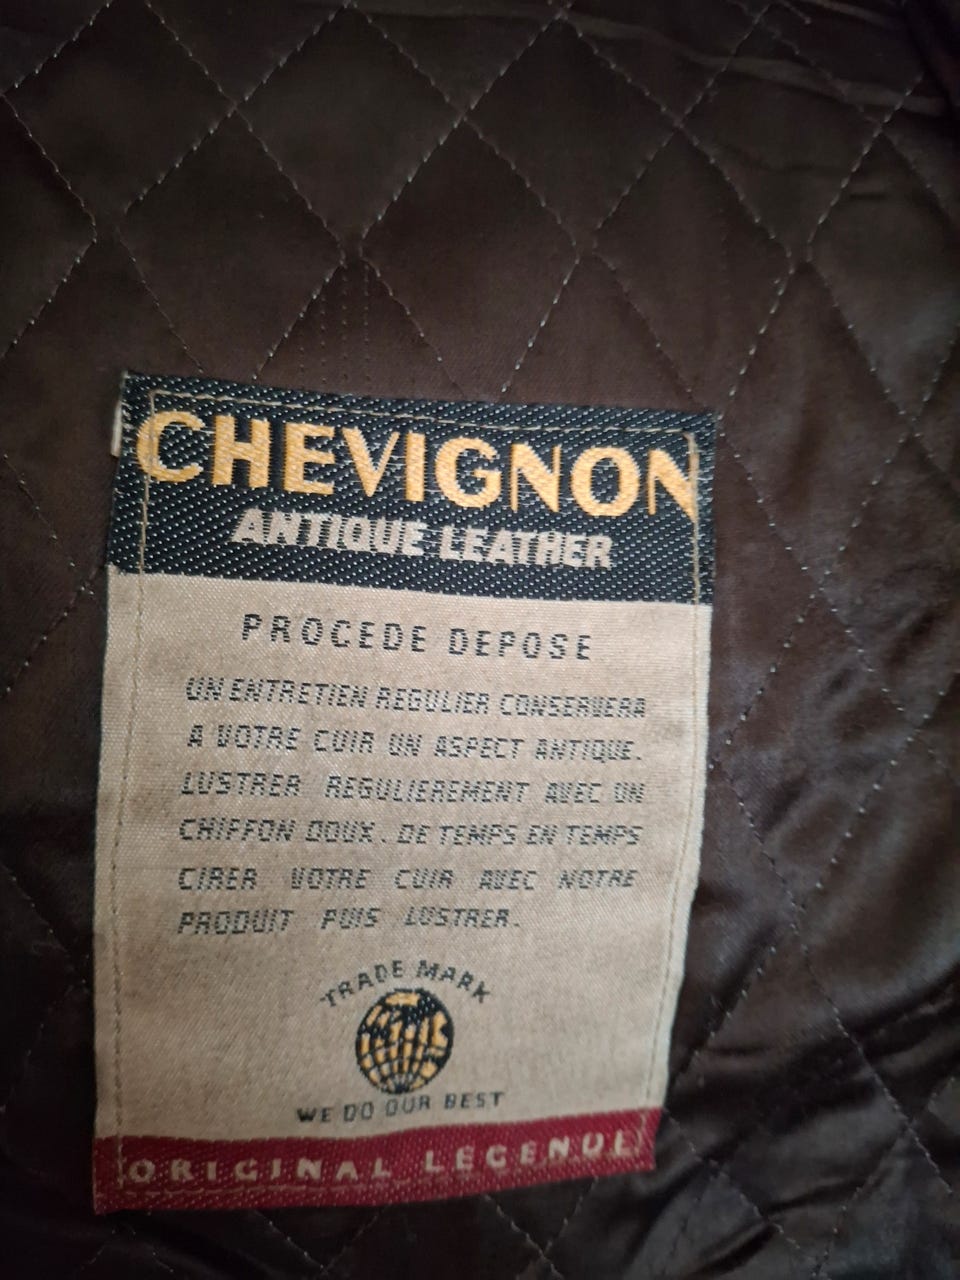 CHEVIGNON
ANTIQUE LEATHER
PROCEDE DEPOSE
UN ENTRETIEN REGULIER CONSERVERA
A VOTRE CUIR UN ASPECT ANTIQUE.
LUSTRER REGULIEREMENT AVEC UN
CHIFFON DOUX. DE TEMPS EN TEMPS
CIRER VOTRE CUIR AVEC NOTRE
PRODUIT PUIS LUSTRER.
TRADE MARK
WE DO OUR BEST
ORIGINAL LEGENDE